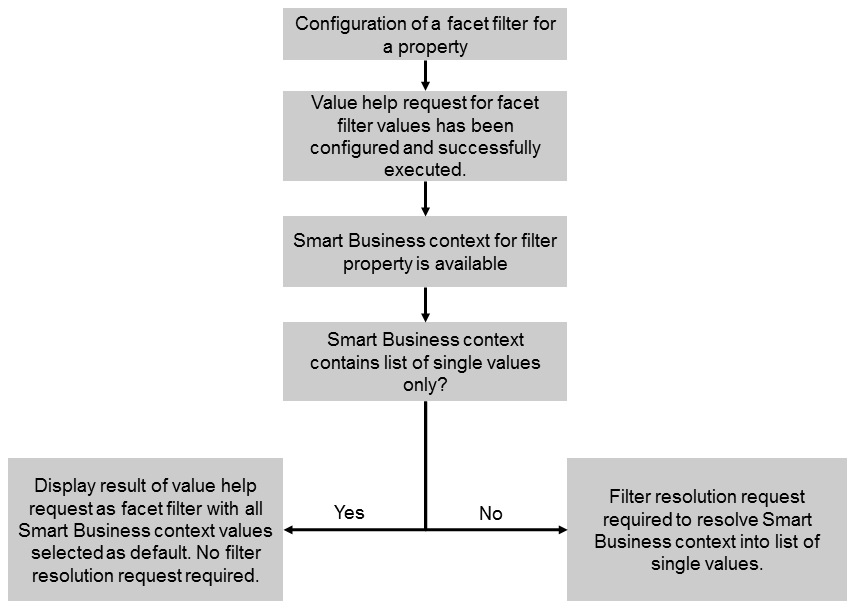 Configuration of a facet filter for
a property
Value help request for facet
filter values has been
configured and successfully
executed.
Smart Business context for filter
property is available
Smart Business context
contains list of single values
only?
Display result of value help
request as facet filter with all
Smart Business context values
selected as default. No filter
resolution request required.
Yes
No
Filter resolution request
required to resolve Smart
Business context into list of
single values.